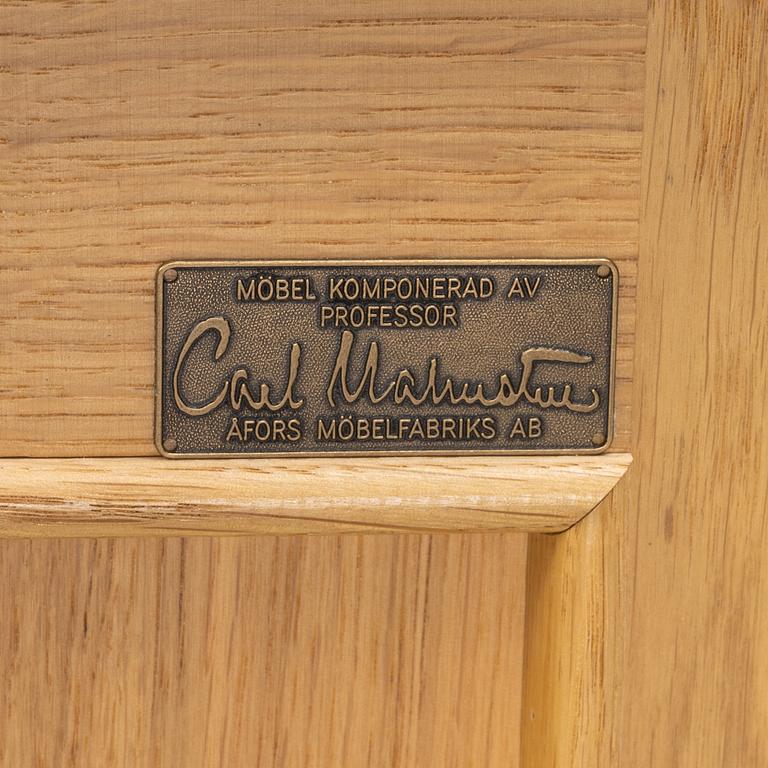 MÖBEL KOMPONERAD AV
PROFESSOR
Carl Malmsten
ÅFORS MÖBELFABRIKS AB